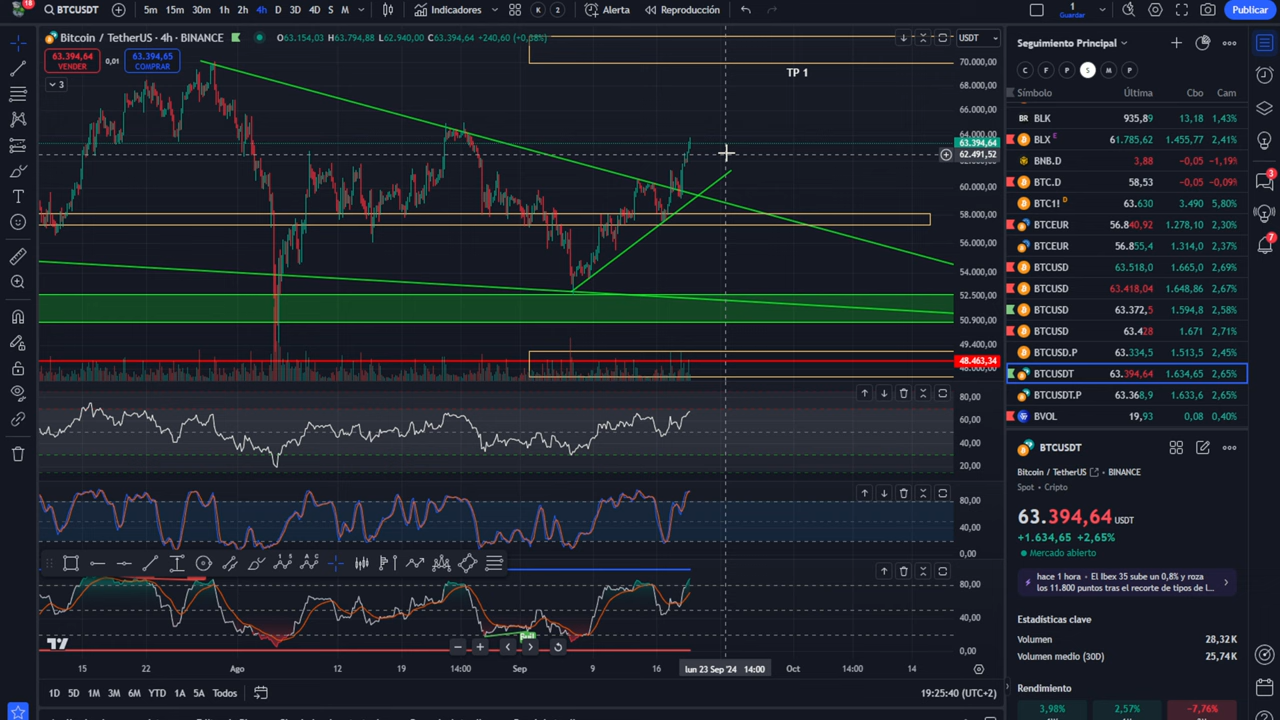 18
BTCUSDT
5m 15m 30m 1h 2h 4h D 3D 4D S M
Indicadores
K 2
Alerta
Reproducción
1
Guardar
Publicar
Bitcoin / TetherUS · 4h · BINANCE
O63.154,03 H63.794,88 L62.940,00 C63.394,64 +240,60 (+0,38%)
USDT
63.394,64
VENDER
0,01
63.394,65
COMPRAR
3
TP 1
70.000,00
68.000,00
66.000,00
64.000,00
63.394,64
62.491,52
60.000,00
58.000,00
56.000,00
54.000,00
52.500,00
50.900,00
49.400,00
48.463,34
80,00
60,00
40,00
20,00
80,00
40,00
0,00
80,00
40,00
0,00
15 22 Ago 12 19 14:00 Sep 9 16 lun 23 Sep '24 14:00 Oct 14:00 14
1D 5D 1M 3M 6M YTD 1A 5A Todos
19:25:40 (UTC+2)
Seguimiento Principal
C F P S M P
Símbolo Última Cbo Cam
BLK 935,89 13,18 1,43%
BLX E 61.785,62 1.455,77 2,41%
BNB.D 3,88 −0,05 −1,19%
BTC.D 58,53 −0,05 −0,09%
BTC1! D 63.630 3.490 5,80%
BTCEUR 56.840,92 1.278,10 2,30%
BTCEUR 56.855,4 1.314,0 2,37%
BTCUSD 63.518,0 1.665,0 2,69%
BTCUSD 63.418,04 1.648,86 2,67%
BTCUSD 63.372,5 1.594,8 2,58%
BTCUSD 63.428 1.671 2,71%
BTCUSD.P 63.334,5 1.513,5 2,45%
BTCUSDT 63.394,64 1.634,65 2,65%
BTCUSDT.P 63.368,9 1.633,6 2,65%
BVOL 19,93 0,08 0,40%
BTCUSDT
Bitcoin / TetherUS · BINANCE
Spot · Cripto
63.394,64 USDT
+1.634,65 +2,65%
Mercado abierto
hace 1 hora · El Ibex 35 sube un 0,8% y roza
los 11.800 puntos tras el recorte de tipos de I...
Estadísticas clave
Volumen 28,32 K
Volumen medio (30D) 25,74 K
Rendimiento
3,98% 2,57% −7,76%
3
7